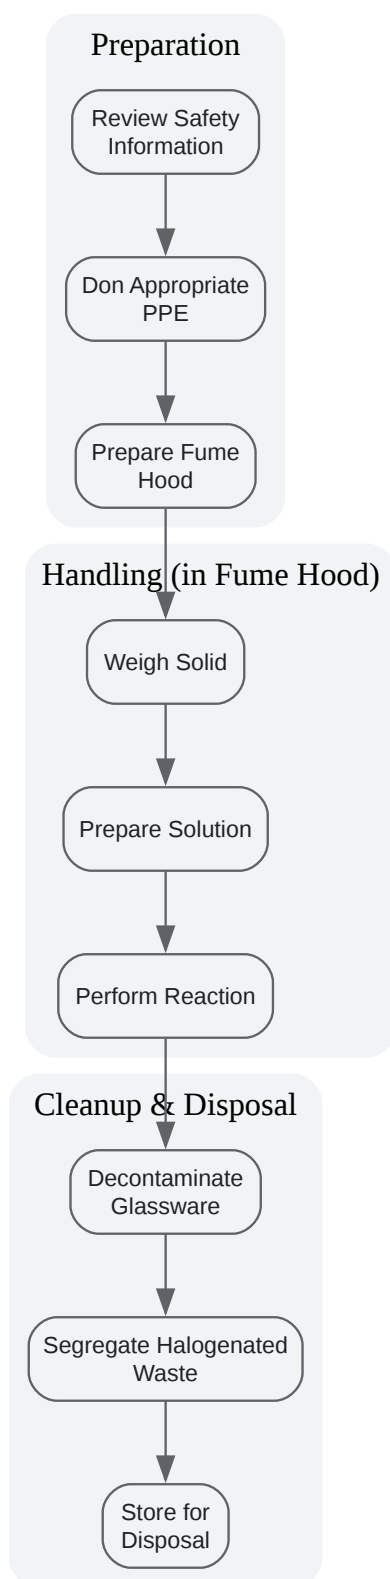 Preparation
Review Safety
Information
Don Appropriate
PPE
Prepare Fume
Hood
Handling (in Fume Hood)
Weigh Solid
Prepare Solution
Perform Reaction
Cleanup & Disposal
Decontaminate
Glassware
Segregate Halogenated
Waste
Store for
Disposal